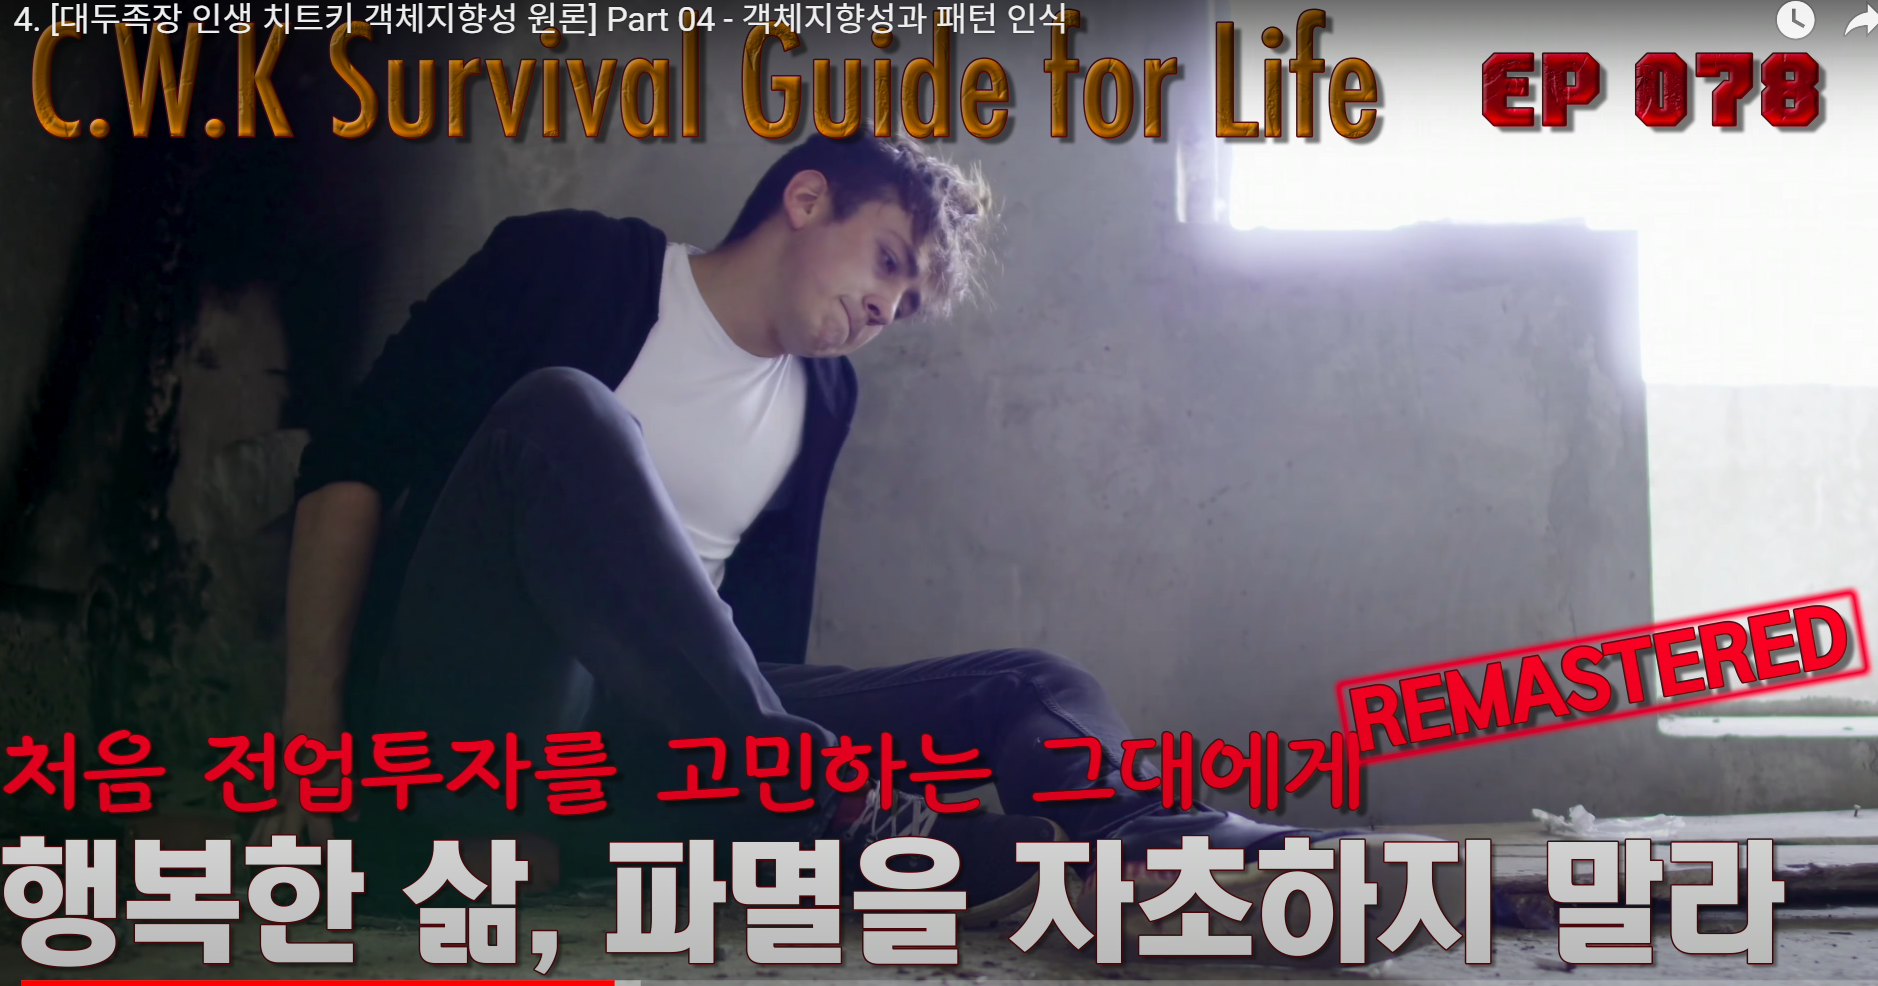 4. [대두족장 인생 치트키 객체지향성 원론] Part 04 - 객체지향성과 패턴 인식
C.W.K Survival Guide for Life EP 078
REMASTERED
처음 전업투자를 고민하는 그대에게
행복한 삶, 파멸을 자초하지 말라